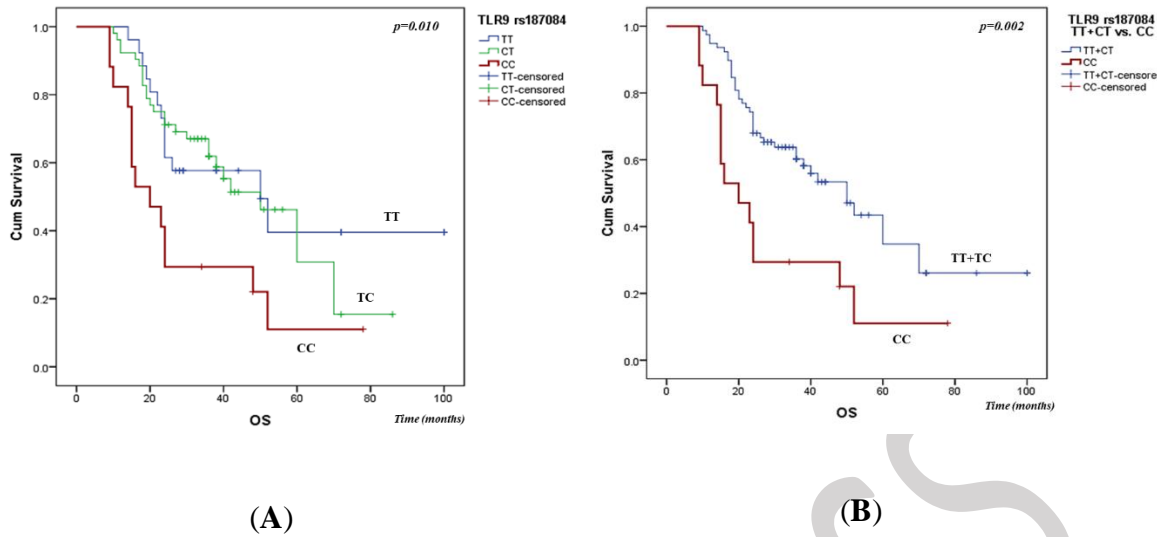 p=0.010
TLR9 rs187084
TT
CT
CC
TT-censored
CT-censored
CC-censored
Cum Survival
1.0
0.8
0.6
0.4
0.2
0.0
TT
TC
CC
0 20 40 60 80 100
OS
Time (months)
(A)
p=0.002
TLR9 rs187084
TT+CT vs. CC
TT+CT
CC
TT+CT-censore
CC-censored
Cum Survival
1.0
0.8
0.6
0.4
0.2
0.0
TT+TC
CC
0 20 40 60 80 100
OS
Time (months)
(B)